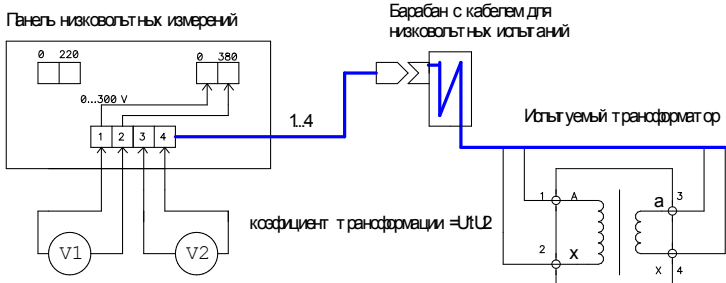 Панель низковольтных измерений
Барабан с кабелем для
низковольтных испытаний
0 220
0 380
0...300 V
1 2 3 4
1...4
Испытуемый трансформатор
V1
V2
коэфициент трансформации =U1:U2
1 A
a 3
2 X
X 4